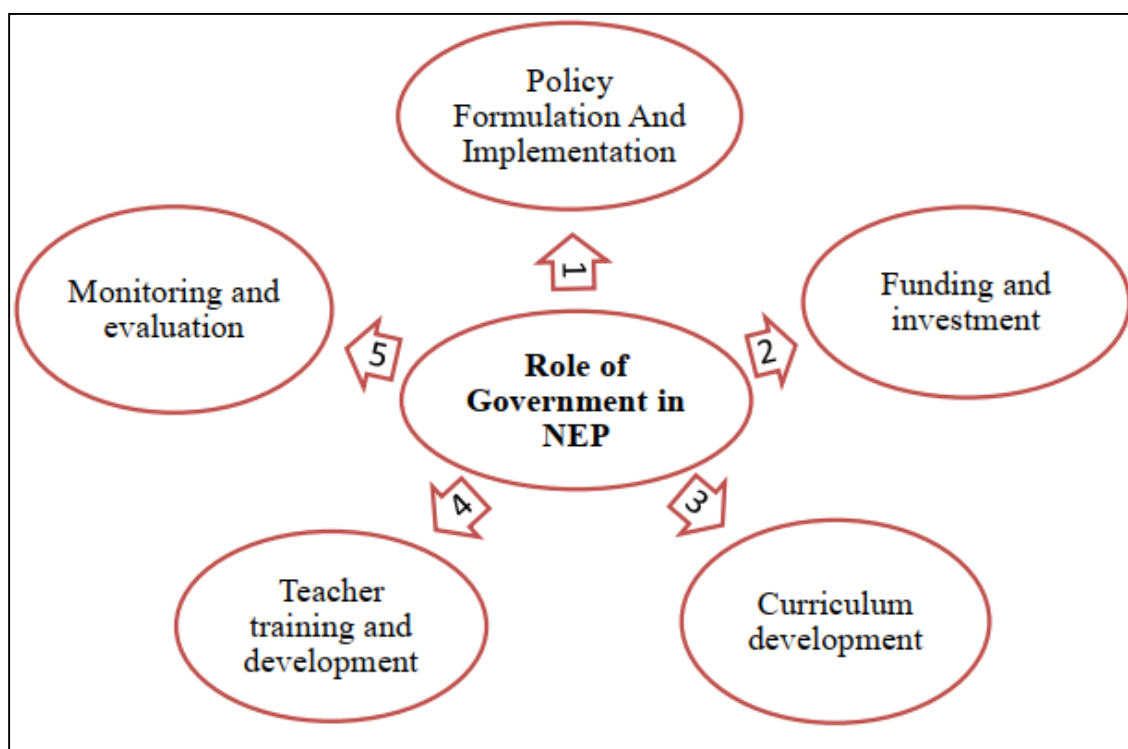 Policy
Formulation And
Implementation
1
Funding and
investment
2
Monitoring and
evaluation
5
Role of
Government in
NEP
4
3
Teacher
training and
development
Curriculum
development